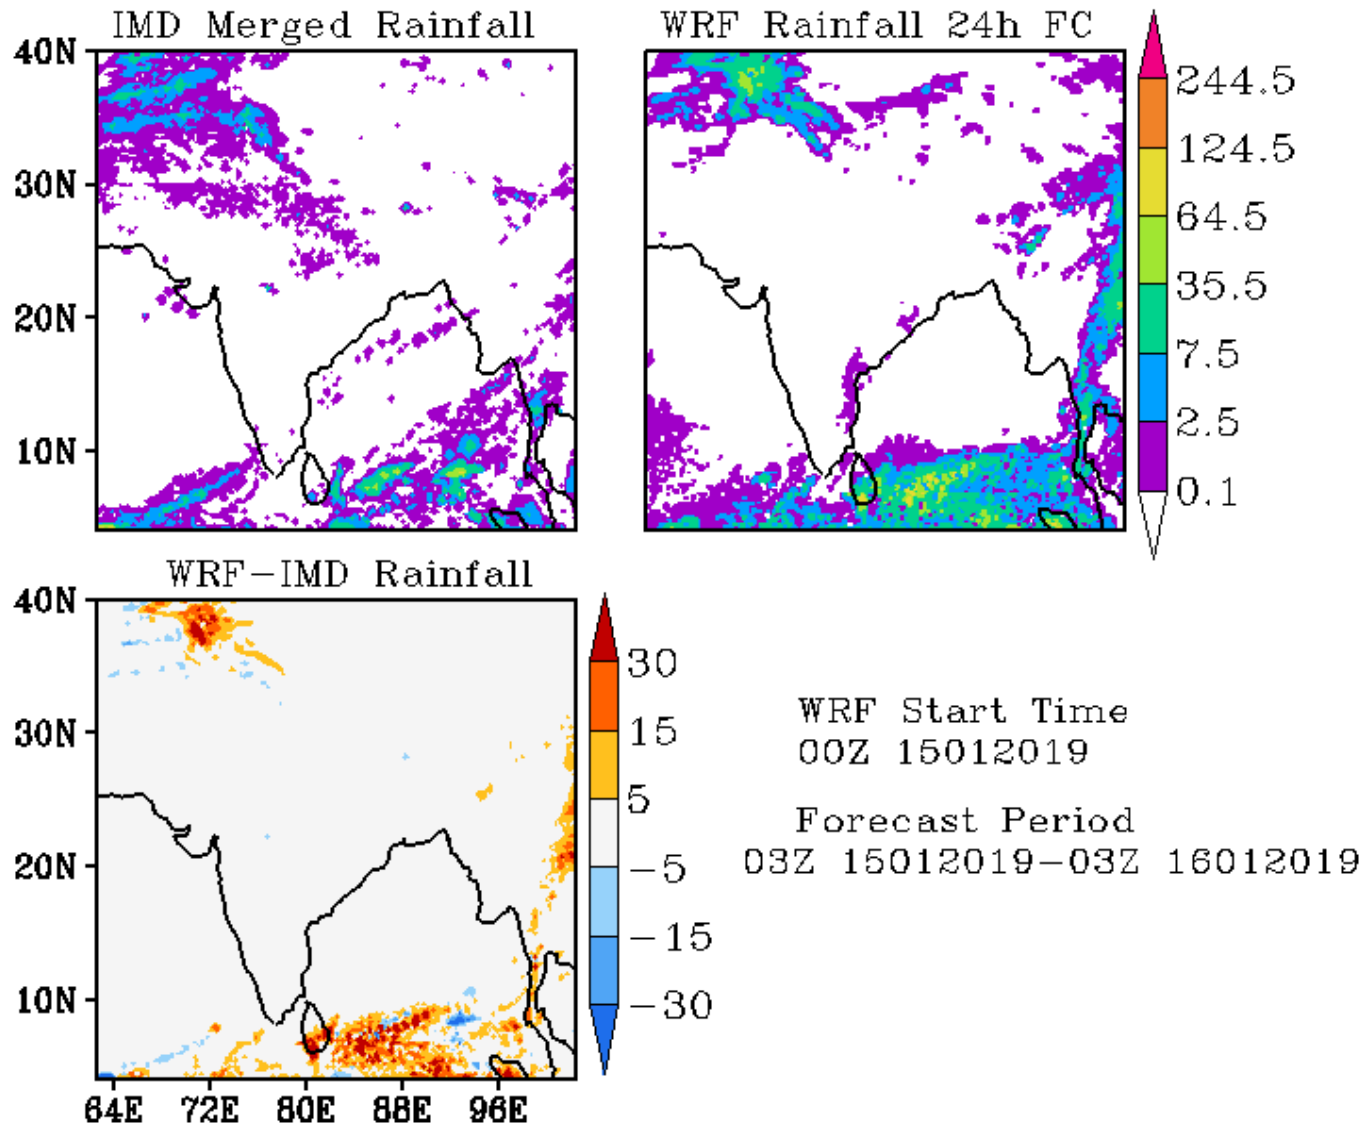 IMD Merged Rainfall
WRF Rainfall 24h FC
40N
30N
20N
10N
244.5
124.5
64.5
35.5
7.5
2.5
0.1
WRF-IMD Rainfall
40N
30N
20N
10N
64E 72E 80E 88E 96E
30
15
5
-5
-15
-30
WRF Start Time
00Z 15012019
Forecast Period
03Z 15012019-03Z 16012019